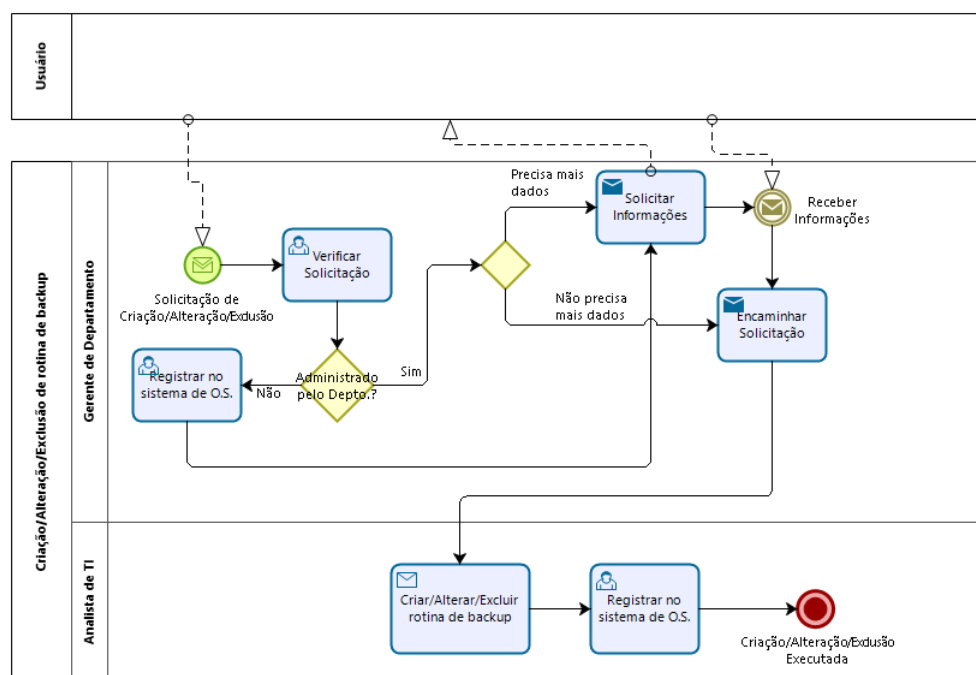 Usuário
Criação/Alteração/Exclusão de rotina de backup
Gerente de Departamento
Solicitação de
Criação/Alteração/Exclusão
Verificar
Solicitação
Administrado
pelo Depto.?
Não
Sim
Registrar no
sistema de O.S.
Precisa mais
dados
Não precisa
mais dados
Solicitar
Informações
Receber
Informações
Encaminhar
Solicitação
Analista de TI
Criar/Alterar/Excluir
rotina de backup
Registrar no
sistema de O.S.
Criação/Alteração/Exclusão
Executada